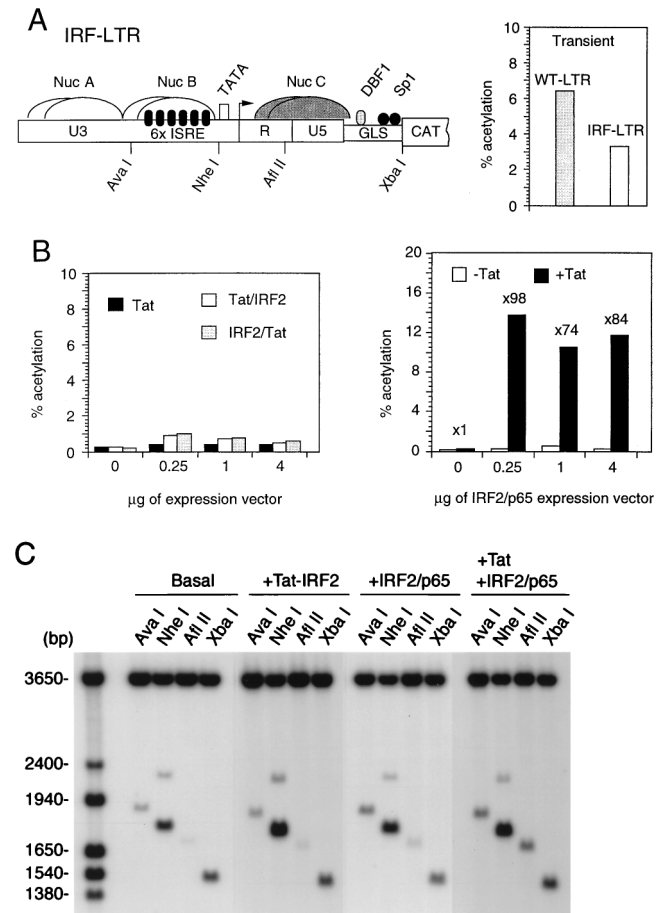 A
IRF-LTR
Nuc A
Nuc B
TATA
Nuc C
DBF1
Sp1
U3
6x ISRE
R
U5
GLS
CAT
Ava I
Nhe I
Afl II
Xba I
Transient
% acetylation
10
8
6
4
2
0
WT-LTR
IRF-LTR
B
% acetylation
10
8
6
4
2
0
Tat
Tat/IRF2
IRF2/Tat
0
0.25
1
4
µg of expression vector
% acetylation
20
16
12
8
4
0
-Tat
+Tat
x1
x98
x74
x84
0
0.25
1
4
µg of IRF2/p65 expression vector
C
Basal
+Tat-IRF2
+IRF2/p65
+Tat
+IRF2/p65
(bp)
Ava I
Nhe I
Afl II
Xba I
Ava I
Nhe I
Afl II
Xba I
Ava I
Nhe I
Afl II
Xba I
Ava I
Nhe I
Afl II
Xba I
3650-
2400-
1940-
1650-
1540-
1380-